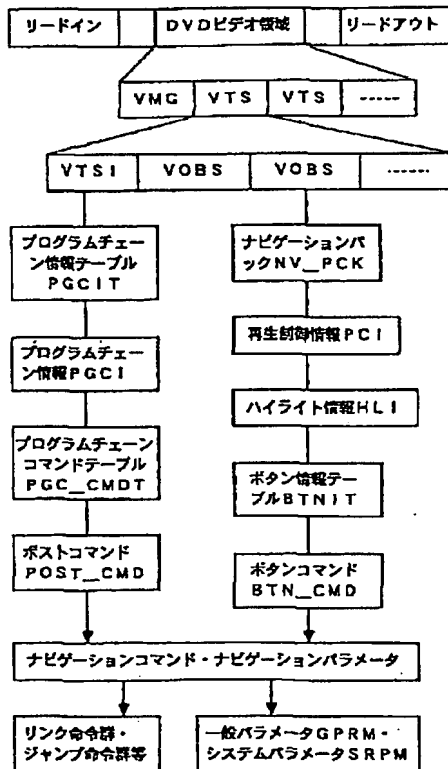 リードイン
DVDビデオ領域
リードアウト
VMG
VTS
VTS
-----
VTSI
VOBS
VOBS
------
プログラムチェー
ン情報テーブル
PGCIT
ナビゲーションパ
ックNV_PCK
プログラムチェー
ン情報PGCI
再生制御情報PCI
ハイライト情報HLI
プログラムチェーン
コマンドテーブル
PGC_CMDT
ボタン情報テー
ブルBTNIT
ポストコマンド
POST_CMD
ボタンコマンド
BTN_CMD
ナビゲーションコマンド・ナビゲーションパラメータ
リンク命令群・
ジャンプ命令群等
一般パラメータGPRM・
システムパラメータSRPM